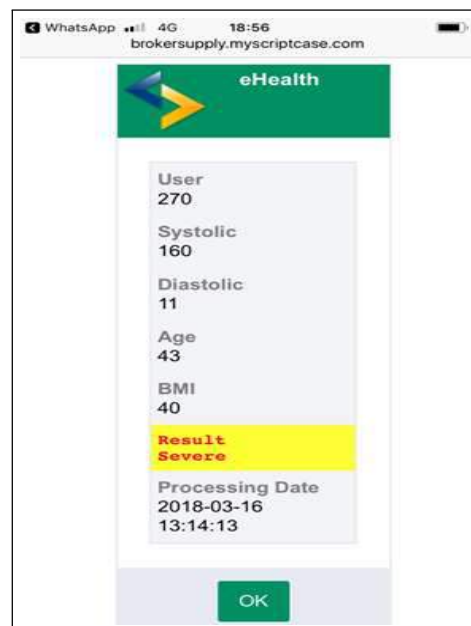 WhatsApp 4G 18:56
brokersupply.myscriptcase.com
eHealth
User
270
Systolic
160
Diastolic
11
Age
43
BMI
40
Result
Severe
Processing Date
2018-03-16
13:14:13
OK